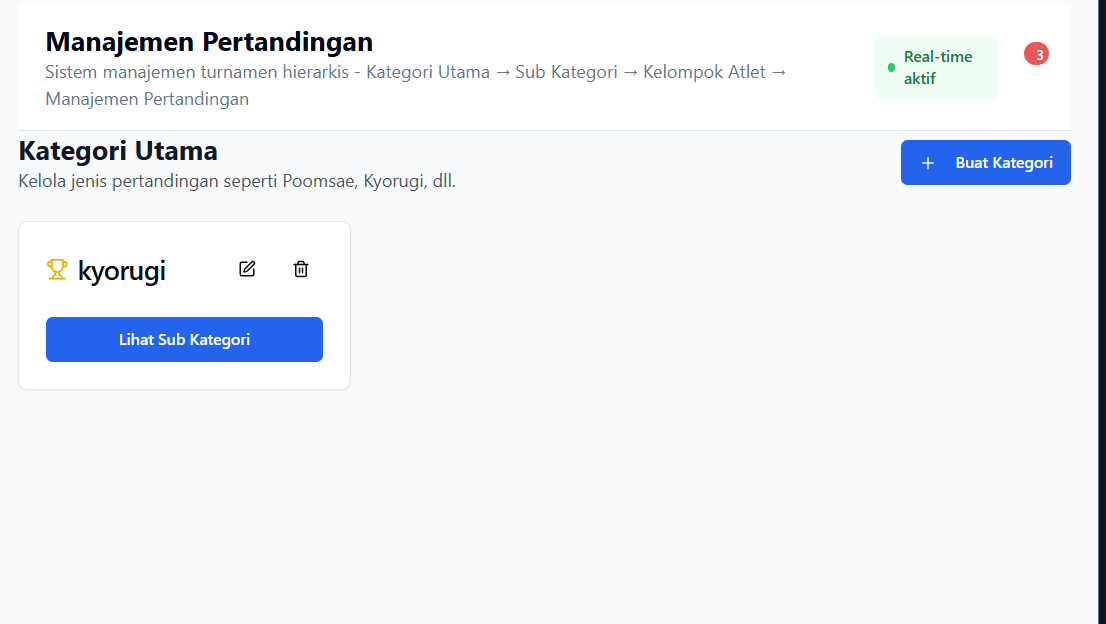 Manajemen Pertandingan
Sistem manajemen turnamen hierarkis - Kategori Utama → Sub Kategori → Kelompok Atlet →
Manajemen Pertandingan
Real-time
aktif
3
Kategori Utama
Kelola jenis pertandingan seperti Poomsae, Kyorugi, dll.
Buat Kategori
kyorugi
Lihat Sub Kategori